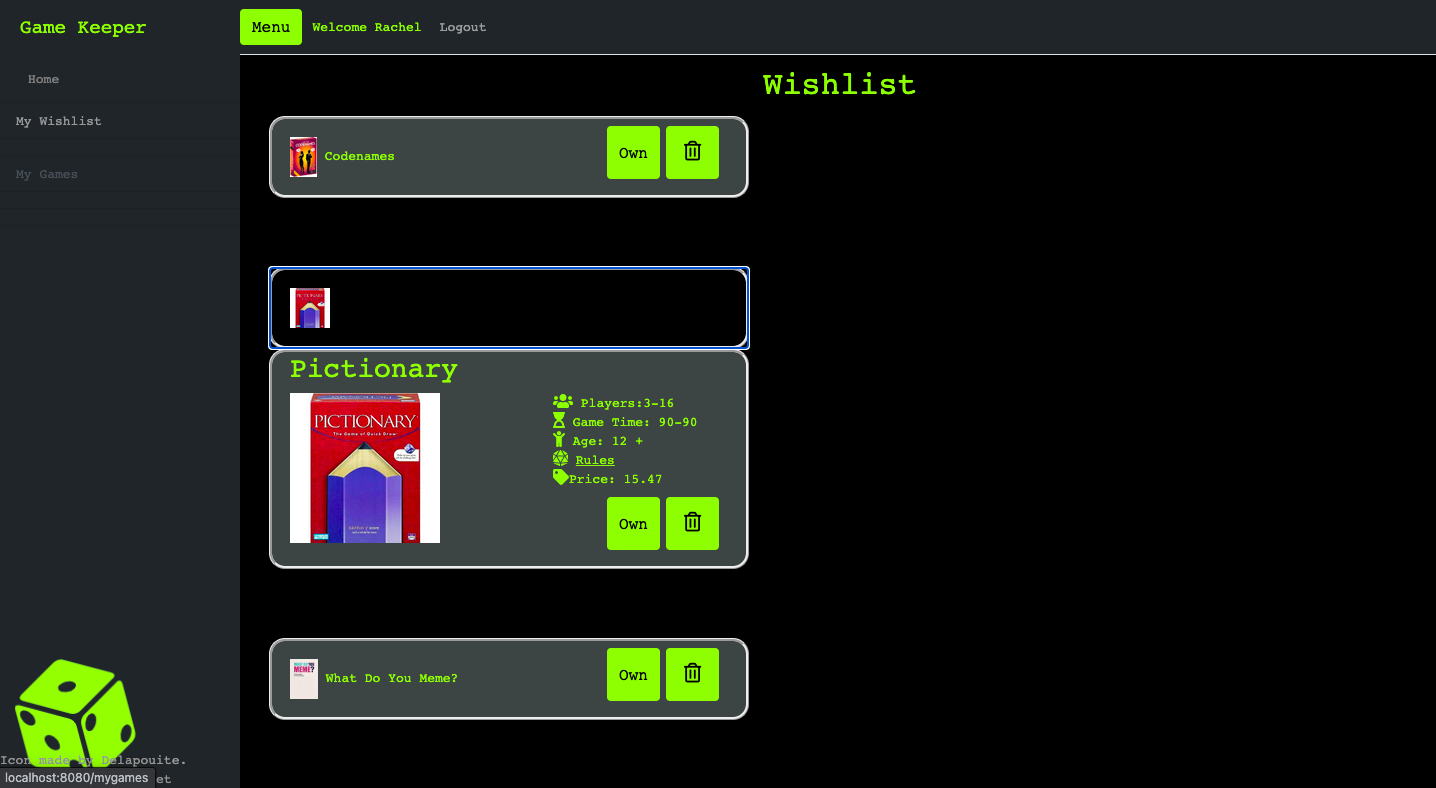 Game Keeper
Menu
Welcome Rachel
Logout
Home
My Wishlist
My Games
Wishlist
Codenames
Own
Pictionary
PICTIONARY
The Game of Quick Draw
Players:3-16
Game Time: 90-90
Age: 12 +
Rules
Price: 15.47
Own
MEME?
What Do You Meme?
Own
Icon made by Delapouite.
et
localhost:8080/mygames